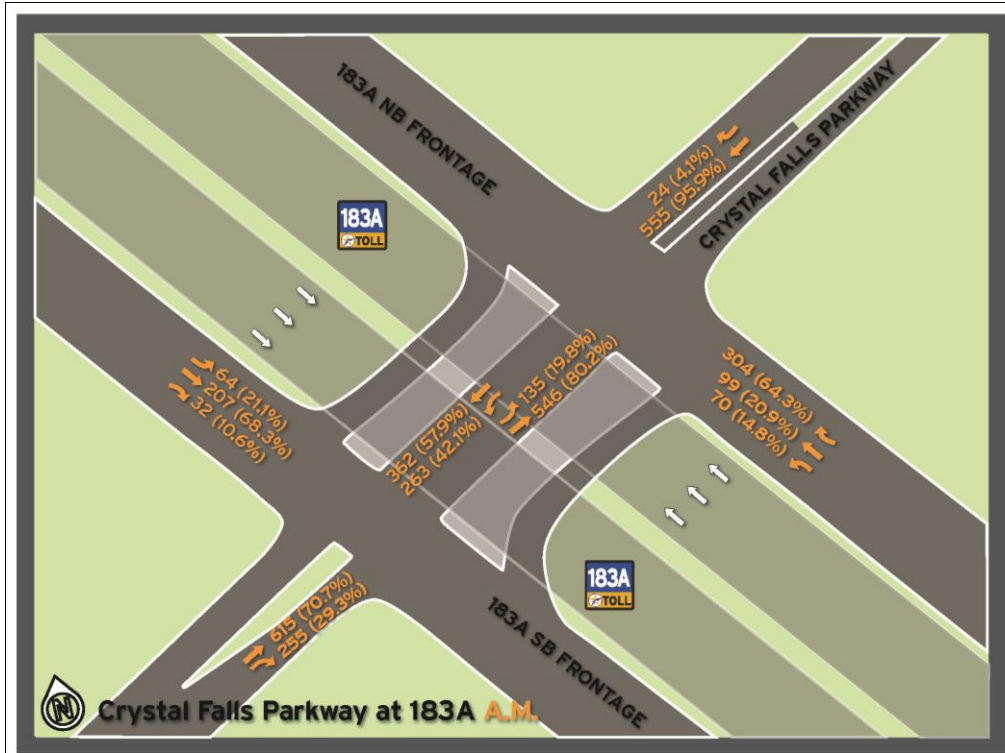 183A NB FRONTAGE
24 (4.1%)
555 (95.9%)
CRYSTAL FALLS PARKWAY
183A
TOLL
64 (21.1%)
207 (68.3%)
32 (10.6%)
135 (19.8%)
546 (80.2%)
362 (57.9%)
263 (42.1%)
304 (64.3%)
99 (20.9%)
70 (14.8%)
615 (70.7%)
255 (29.3%)
183A
TOLL
183A SB FRONTAGE
N
Crystal Falls Parkway at 183A A.M.